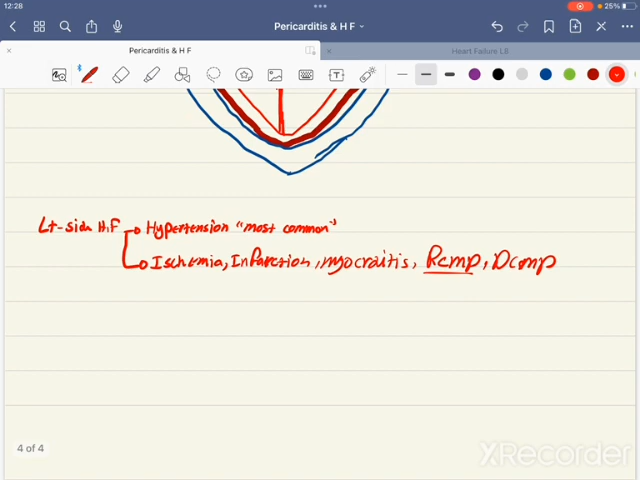 12:28
25%
Pericarditis & H F
Pericarditis & H F
Heart Failure L8
Lt-side H.F Hypertension "most common"
Ischemia, Infarction, myocraitis, Rcmp, Dcmp
4 of 4
XRecorder